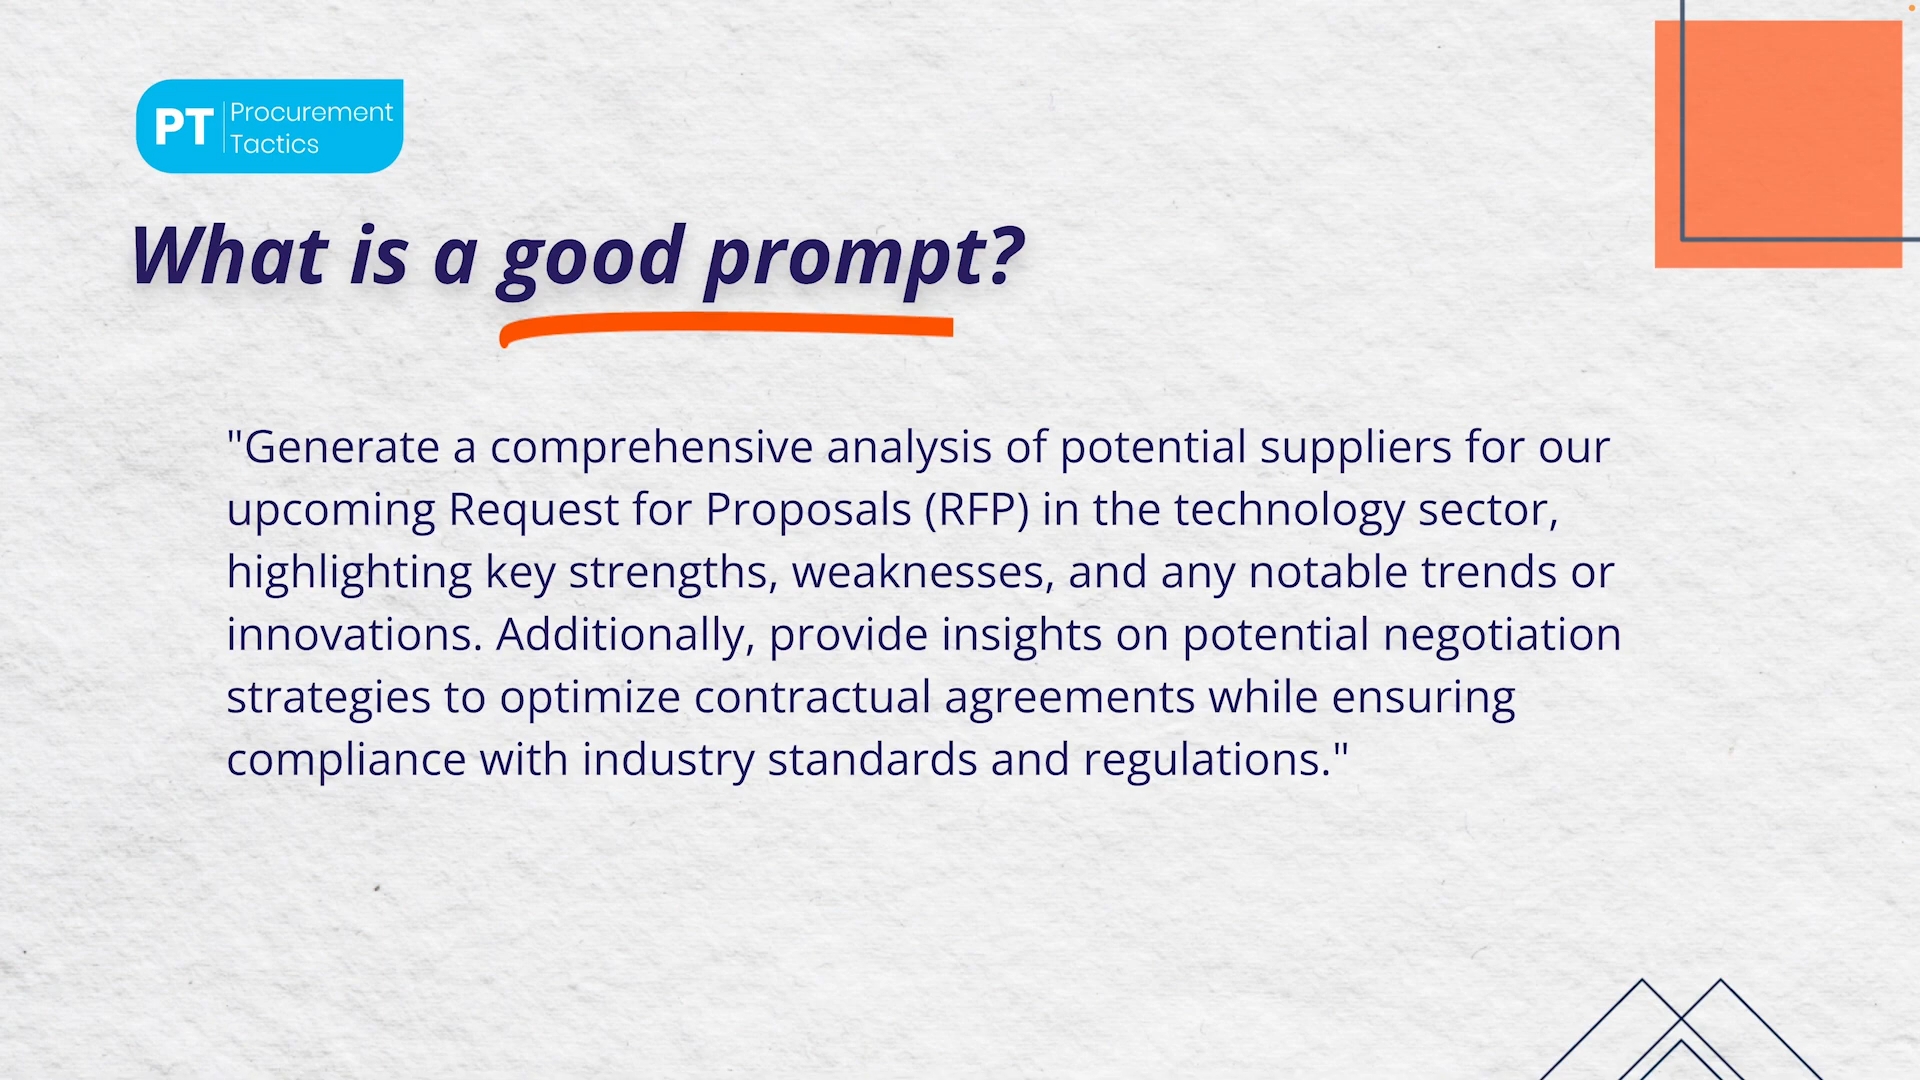 PT
Procurement
Tactics
What is a good prompt?
"Generate a comprehensive analysis of potential suppliers for our
upcoming Request for Proposals (RFP) in the technology sector,
highlighting key strengths, weaknesses, and any notable trends or
innovations. Additionally, provide insights on potential negotiation
strategies to optimize contractual agreements while ensuring
compliance with industry standards and regulations."